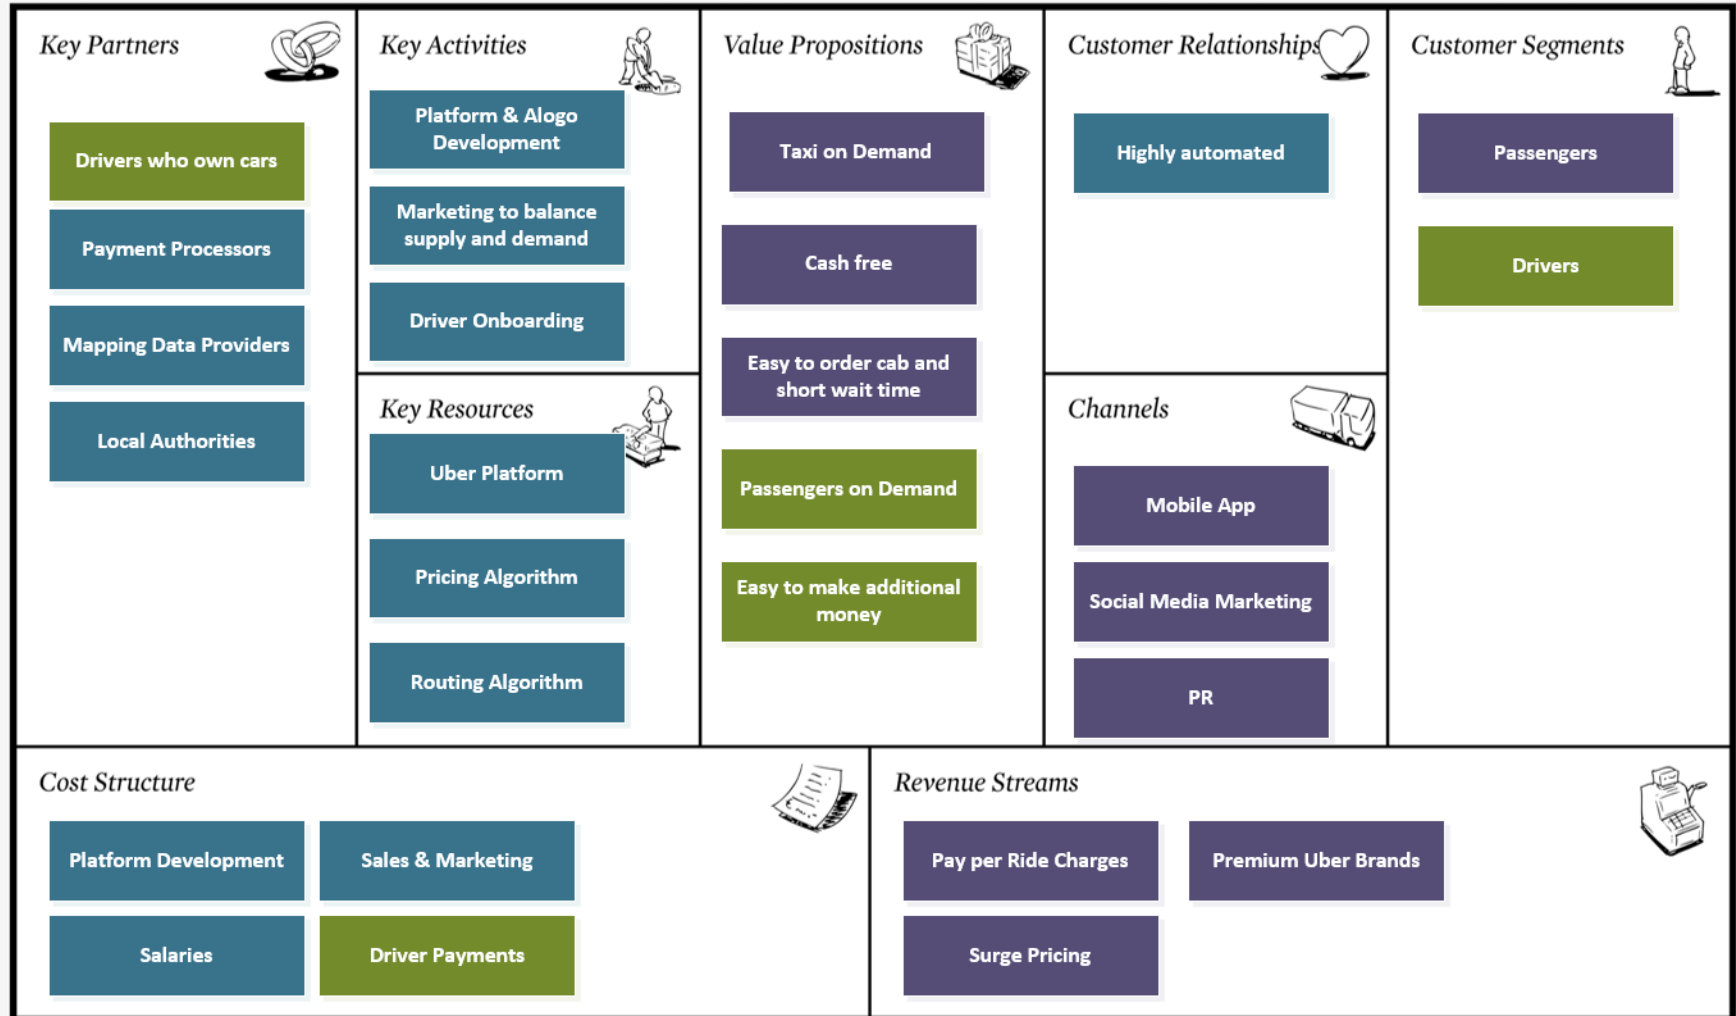 Key Partners
Drivers who own cars
Payment Processors
Mapping Data Providers
Local Authorities
Key Activities
Platform & Alogo
Development
Marketing to balance
supply and demand
Driver Onboarding
Key Resources
Uber Platform
Pricing Algorithm
Routing Algorithm
Value Propositions
Taxi on Demand
Cash free
Easy to order cab and
short wait time
Passengers on Demand
Easy to make additional
money
Customer Relationships
Highly automated
Channels
Mobile App
Social Media Marketing
PR
Customer Segments
Passengers
Drivers
Cost Structure
Platform Development
Sales & Marketing
Salaries
Driver Payments
Revenue Streams
Pay per Ride Charges
Premium Uber Brands
Surge Pricing